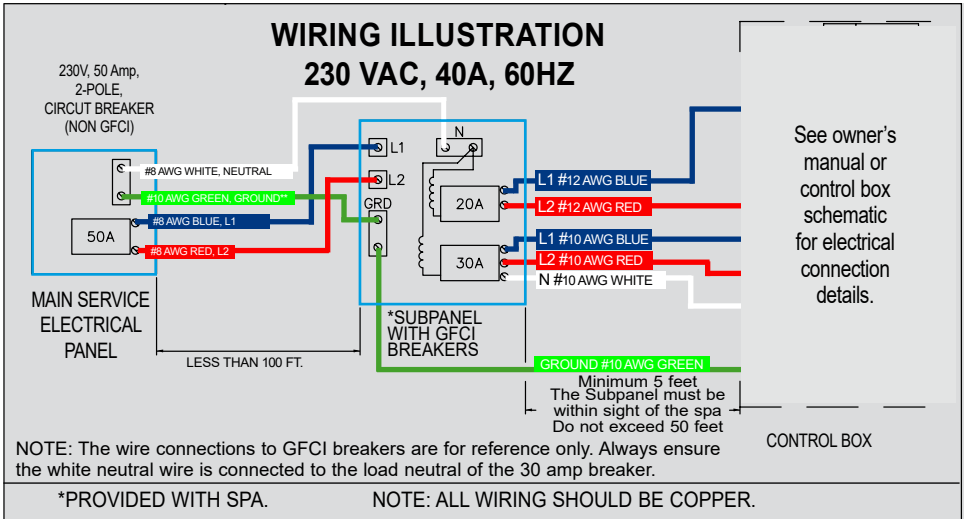 WIRING ILLUSTRATION
230 VAC, 40A, 60HZ
230V, 50 Amp,
2-POLE,
CIRCUT BREAKER
(NON GFCI)
#8 AWG WHITE, NEUTRAL
#10 AWG GREEN, GROUND**
#8 AWG BLUE, L1
#8 AWG RED, L2
50A
MAIN SERVICE
ELECTRICAL
PANEL
LESS THAN 100 FT.
N
L1
L2
GRD
20A
30A
*SUBPANEL
WITH GFCI
BREAKERS
L1 #12 AWG BLUE
L2 #12 AWG RED
L1 #10 AWG BLUE
L2 #10 AWG RED
N #10 AWG WHITE
GROUND #10 AWG GREEN
Minimum 5 feet
The Subpanel must be
within sight of the spa
Do not exceed 50 feet
See owner's
manual or
control box
schematic
for electrical
connection
details.
CONTROL BOX
NOTE: The wire connections to GFCI breakers are for reference only. Always ensure
the white neutral wire is connected to the load neutral of the 30 amp breaker.
*PROVIDED WITH SPA. NOTE: ALL WIRING SHOULD BE COPPER.